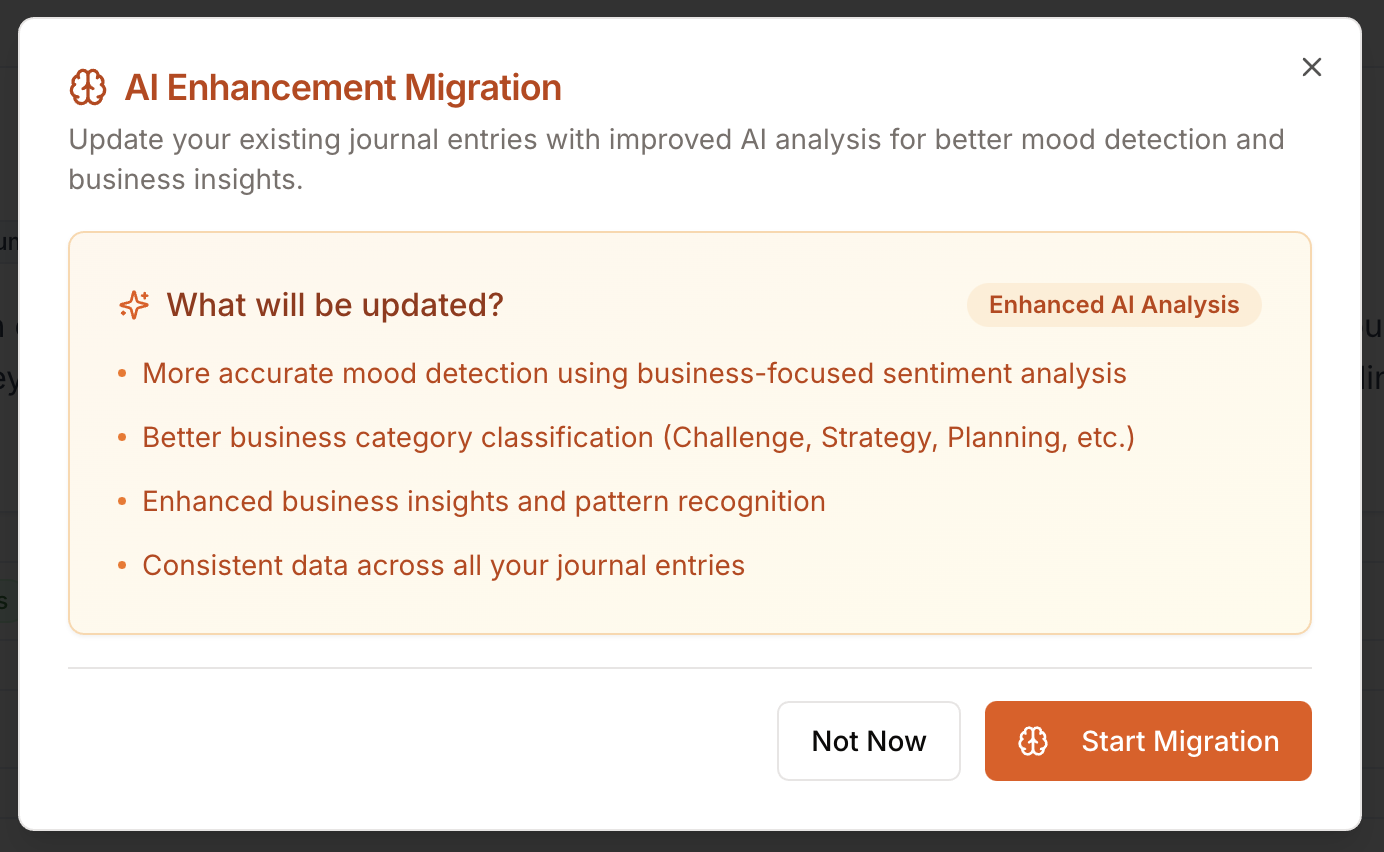 AI Enhancement Migration
Update your existing journal entries with improved AI analysis for better mood detection and
business insights.
What will be updated?
Enhanced AI Analysis
• More accurate mood detection using business-focused sentiment analysis
• Better business category classification (Challenge, Strategy, Planning, etc.)
• Enhanced business insights and pattern recognition
• Consistent data across all your journal entries
Not Now
Start Migration